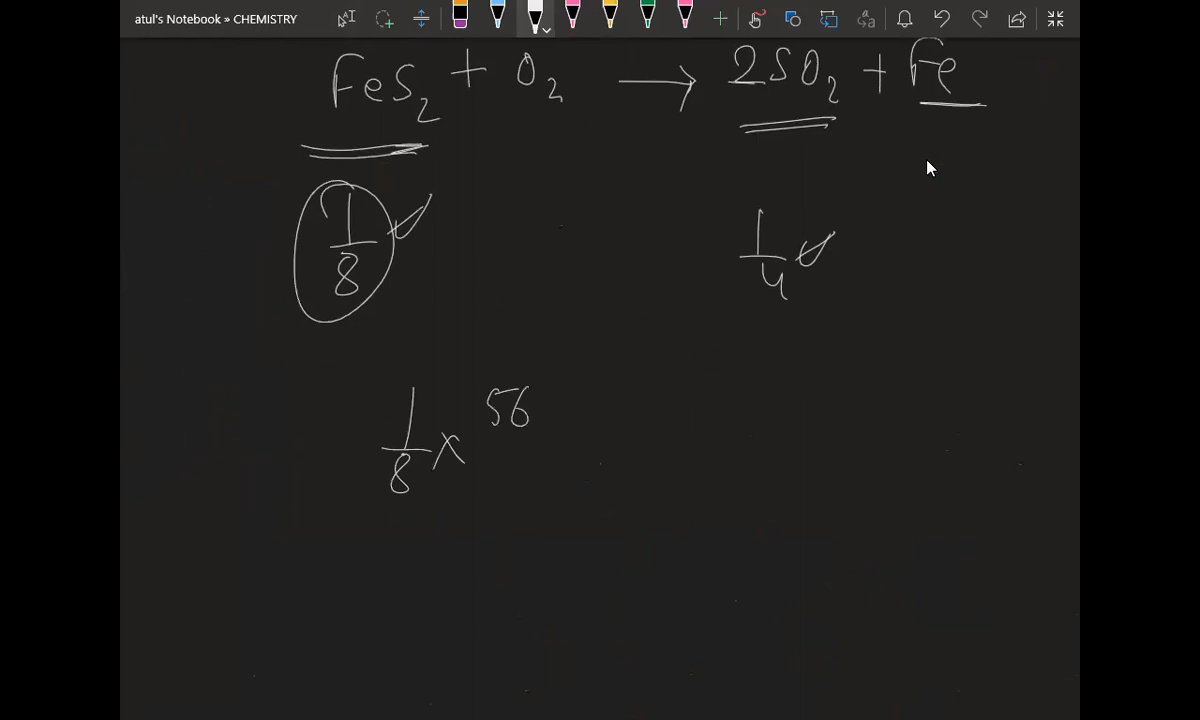 atul's Notebook » CHEMISTRY
FeS₂ + O₂ ⟶ 2SO₂ + Fe
1/8 ✓ 1/4 ✓
1/8 × 56